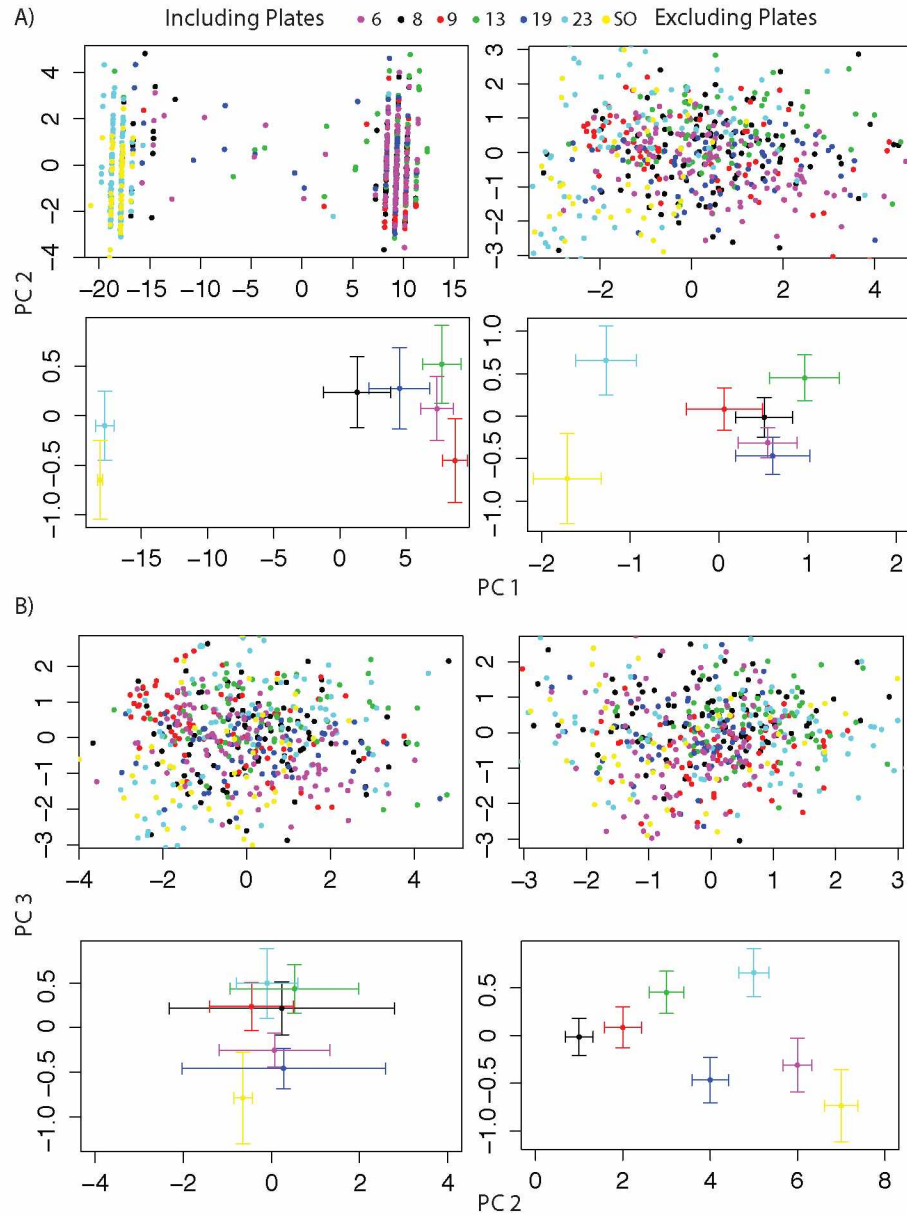 A) Including Plates 6 8 9 13 19 23 SO Excluding Plates
4 2 0 −2 −4
−20 −15 −10 −5 0 5 10 15
3 2 1 0 −1 −2 −3
−2 0 2 4
PC 2
0.5 0.0 −0.5 −1.0
−15 −10 −5 0 5
1.0 0.5 0.0 −0.5 −1.0
−2 −1 0 1 2
PC 1
B)
2 1 0 −1 −2 −3
−4 −2 0 2 4
2 1 0 −1 −2 −3
−3 −2 −1 0 1 2 3
PC 3
0.5 0 −0.5 −1.0
−4 −2 0 2 4
0.5 0 −0.5 −1.0
0 2 4 6 8
PC 2